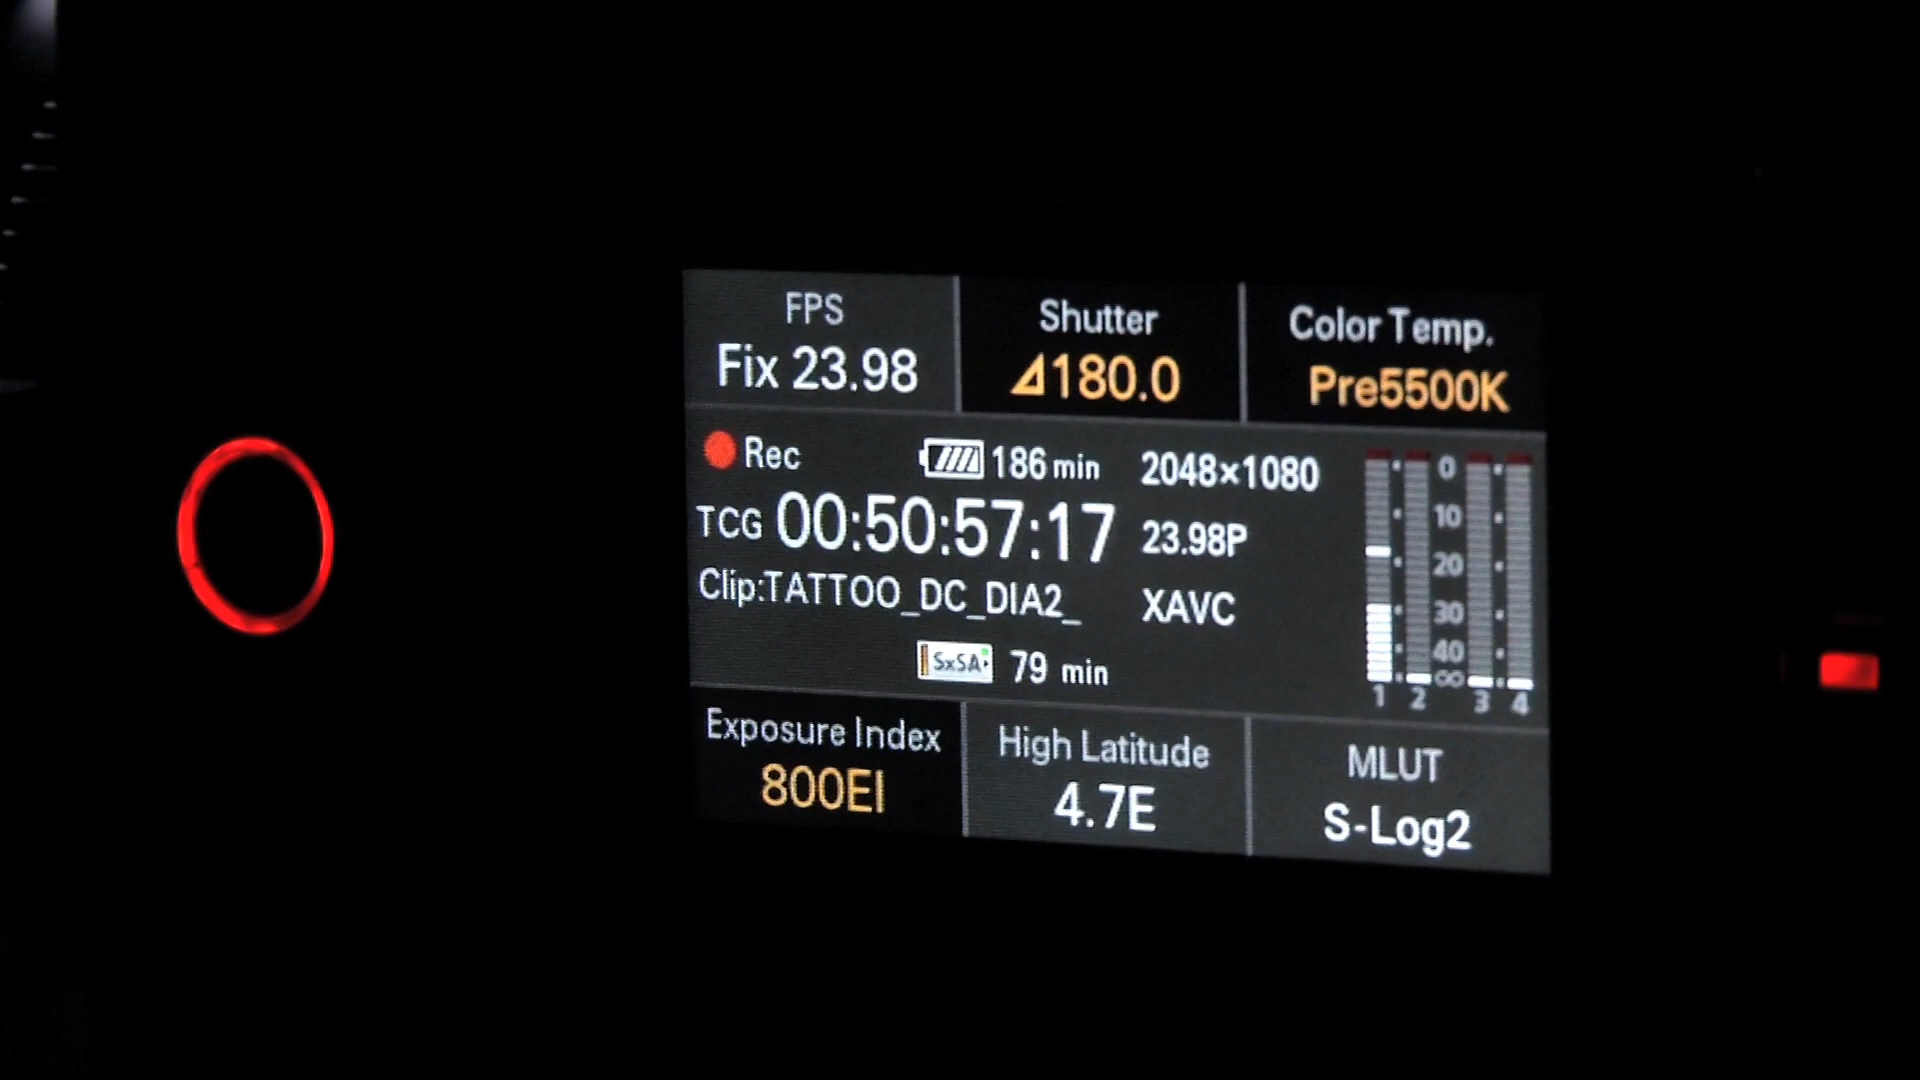 FPS
Fix 23.98
Shutter
⊿180.0
Color Temp.
Pre5500K
Rec
186 min
2048×1080
TCG 00:50:57:17
23.98P
Clip:TATTOO_DC_DIA2_
XAVC
SxSA
79 min
0
10
20
30
40
∞
1 2 3 4
Exposure Index
800EI
High Latitude
4.7E
MLUT
S-Log2